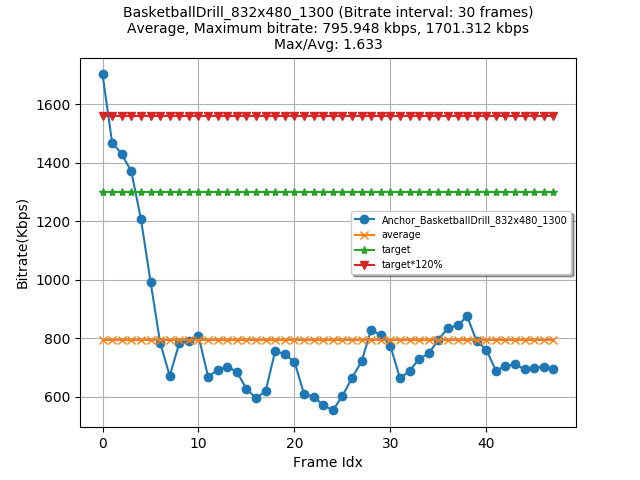 BasketballDrill_832x480_1300 (Bitrate interval: 30 frames)
Average, Maximum bitrate: 795.948 kbps, 1701.312 kbps
Max/Avg: 1.633
Bitrate(Kbps)
1600
1400
1200
1000
800
600
Anchor_BasketballDrill_832x480_1300
average
target
target*120%
0
10
20
30
40
Frame Idx